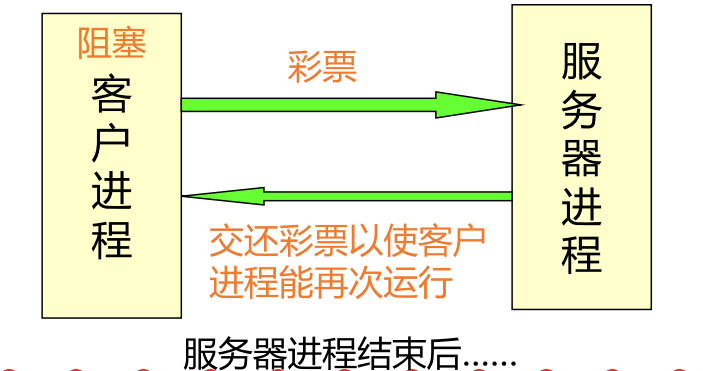 阻塞
客户进程
彩票
服务器进程
交还彩票以使客户
进程能再次运行
服务器进程结束后......